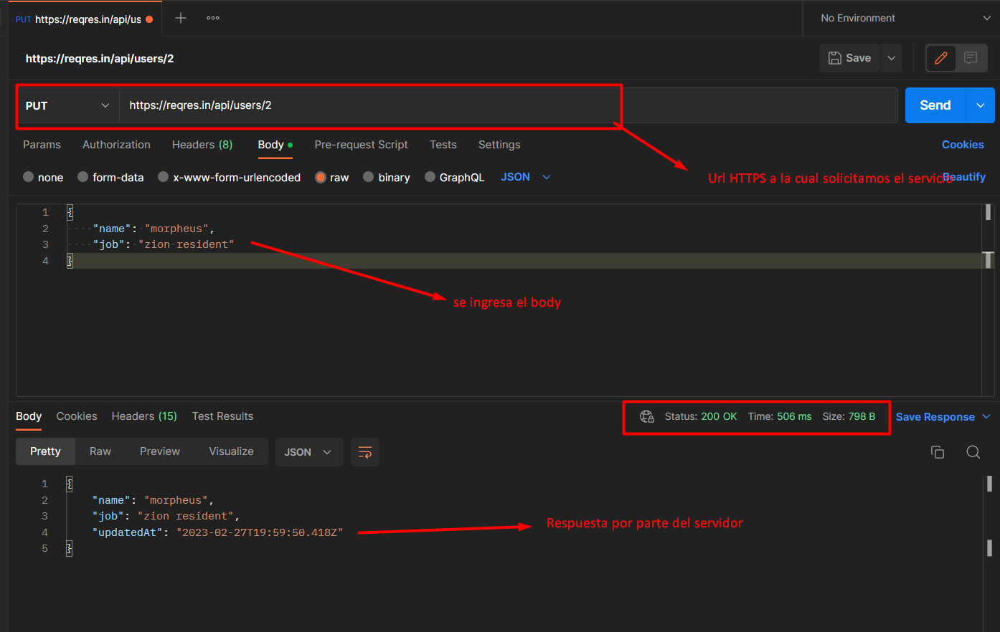 PUT https://reqres.in/api/us
No Environment
https://reqres.in/api/users/2
Save
PUT https://reqres.in/api/users/2
Send
Params Authorization Headers (8) Body Pre-request Script Tests Settings Cookies
none form-data x-www-form-urlencoded raw binary GraphQL JSON Beautify
Url HTTPS a la cual solicitamos el servicio
1 {
2 "name": "morpheus",
3 "job": "zion resident"
4 }
se ingresa el body
Body Cookies Headers (15) Test Results Status: 200 OK Time: 506 ms Size: 798 B Save Response
Pretty Raw Preview Visualize JSON
1 {
2 "name": "morpheus",
3 "job": "zion resident",
4 "updatedAt": "2023-02-27T19:59:50.418Z"
5 }
Respuesta por parte del servidor